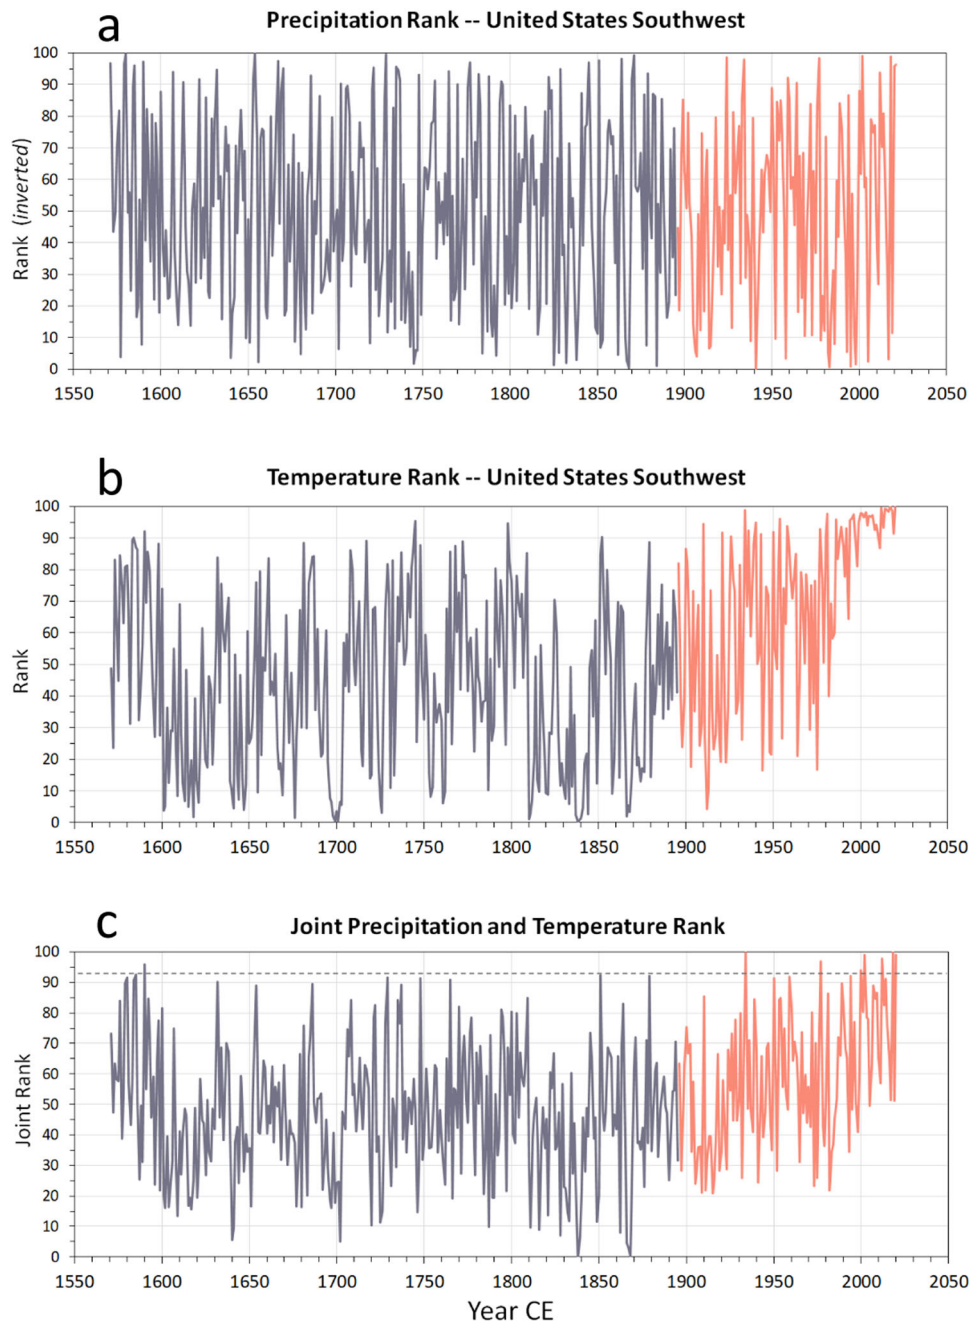 a
Precipitation Rank -- United States Southwest
Rank (inverted)
100
90
80
70
60
50
40
30
20
10
0
1550 1600 1650 1700 1750 1800 1850 1900 1950 2000 2050
b
Temperature Rank -- United States Southwest
Rank
100
90
80
70
60
50
40
30
20
10
0
1550 1600 1650 1700 1750 1800 1850 1900 1950 2000 2050
c
Joint Precipitation and Temperature Rank
Joint Rank
100
90
80
70
60
50
40
30
20
10
0
1550 1600 1650 1700 1750 1800 1850 1900 1950 2000 2050
Year CE